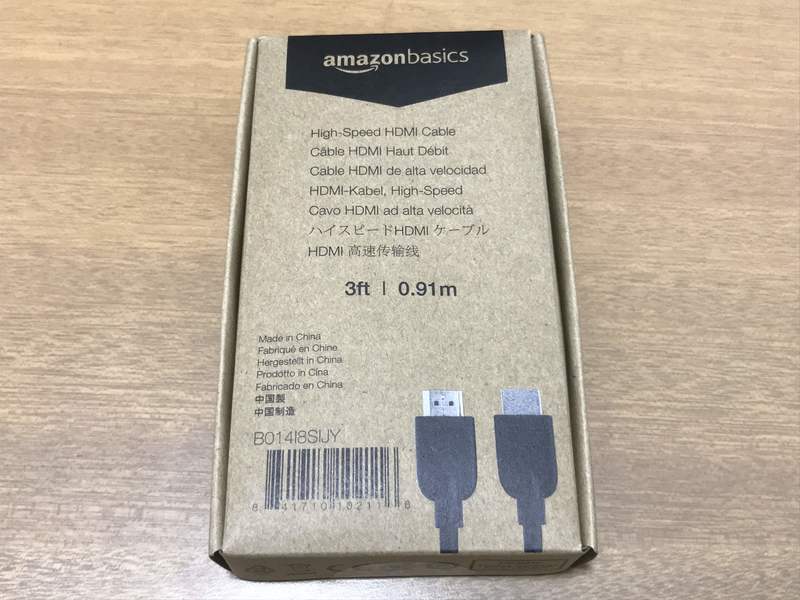 amazonbasics
High-Speed HDMI Cable
Câble HDMI Haut Débit
Cable HDMI de alta velocidad
HDMI-Kabel, High-Speed
Cavo HDMI ad alta velocità
ハイスピードHDMI ケーブル
HDMI 高速传输线
3ft | 0.91m
Made in China
Fabriqué en Chine
Hergestellt in China
Prodotto in Cina
Fabricado en China
中国製
中国制造
B014I8SIJY